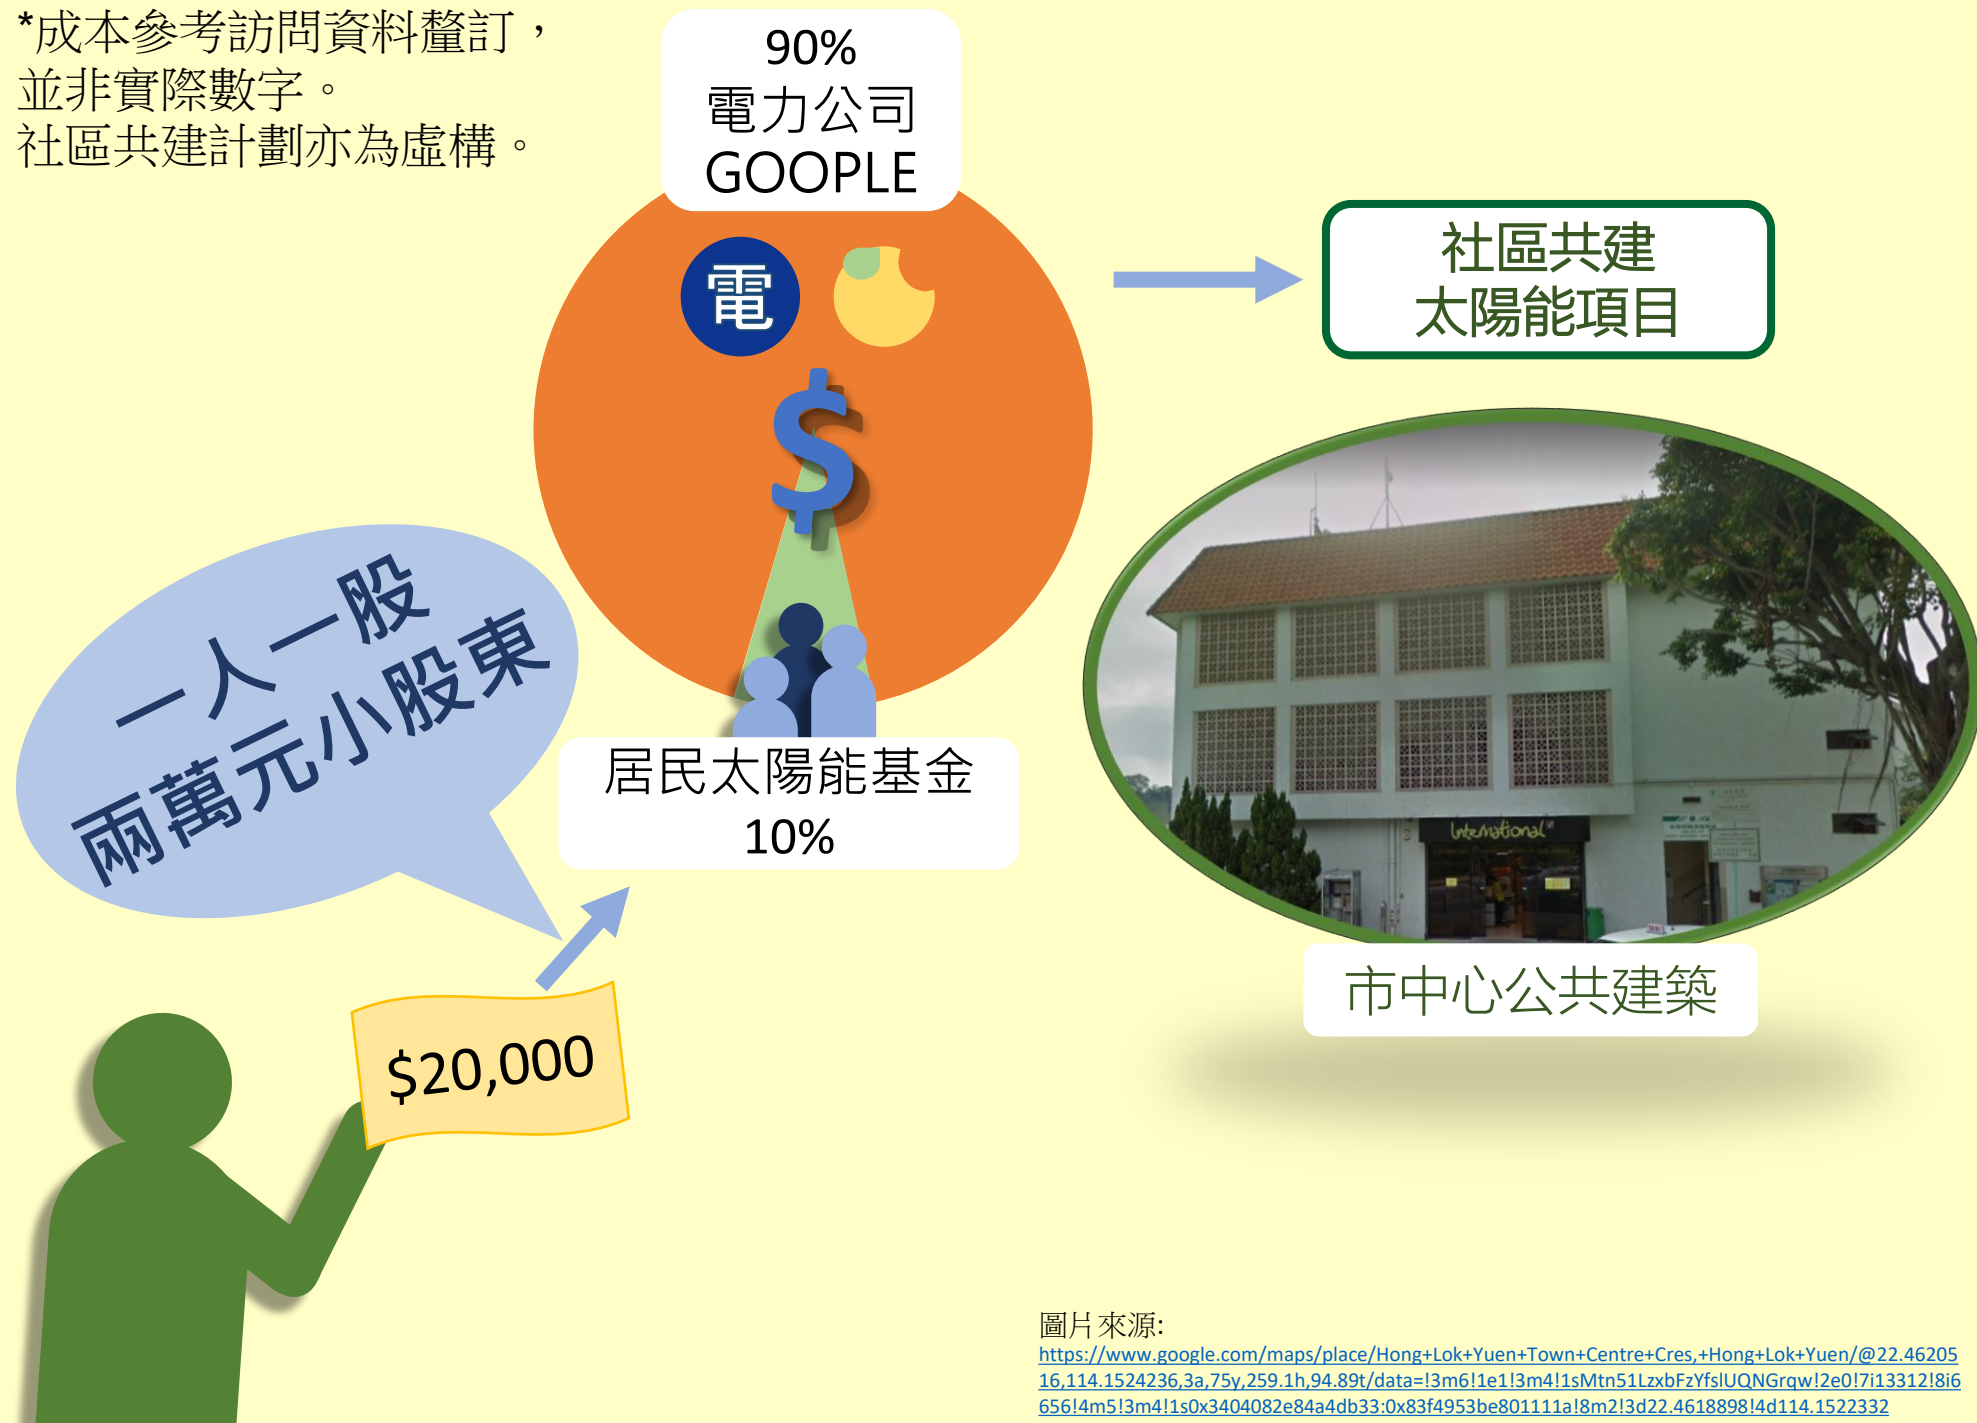 *成本參考訪問資料釐訂，
並非實際數字。
社區共建計劃亦為虛構。
90%
電力公司
GOOPLE
電
$
社區共建
太陽能項目
一人一股
兩萬元小股東
居民太陽能基金
10%
International
市中心公共建築
$20,000
圖片來源:
https://www.google.com/maps/place/Hong+Lok+Yuen+Town+Centre+Cres,+Hong+Lok+Yuen/@22.46205
16,114.1524236,3a,75y,259.1h,94.89t/data=!3m6!1e1!3m4!1sMtn51LzxbFzYfslUQNGrqw!2e0!7i13312!8i6
656!4m5!3m4!1s0x3404082e84a4db33:0x83f4953be801111a!8m2!3d22.4618898!4d114.1522332